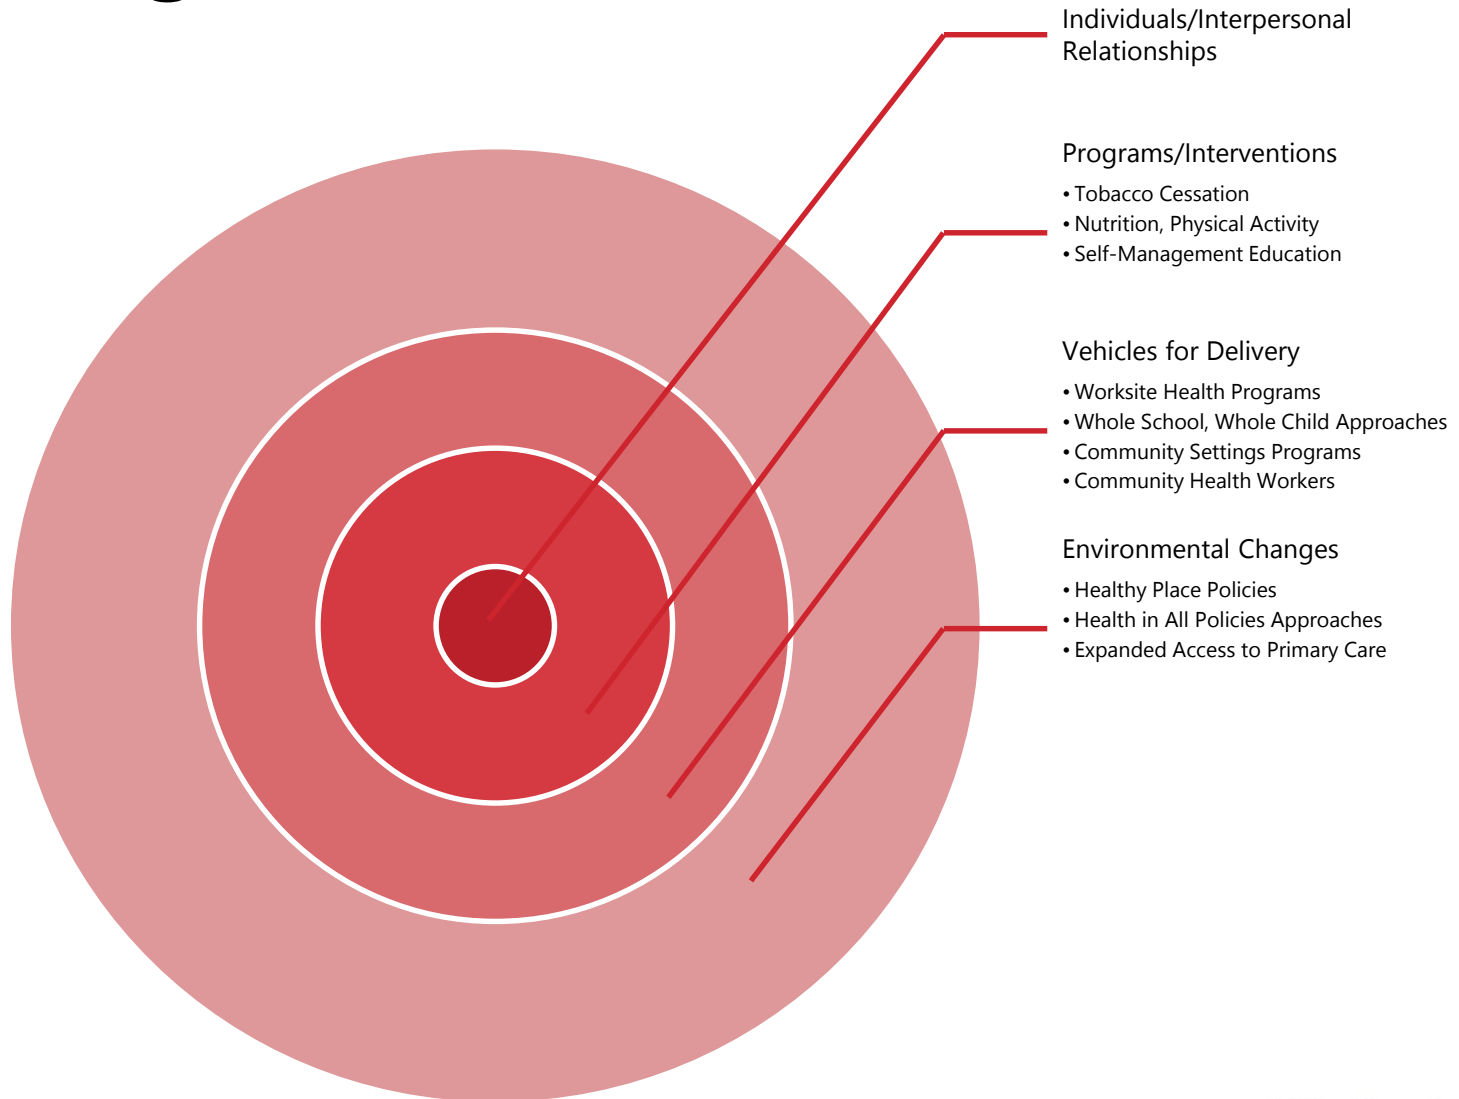 Individuals/Interpersonal
Relationships
Programs/Interventions
• Tobacco Cessation
• Nutrition, Physical Activity
• Self-Management Education
Vehicles for Delivery
• Worksite Health Programs
• Whole School, Whole Child Approaches
• Community Settings Programs
• Community Health Workers
Environmental Changes
• Healthy Place Policies
• Health in All Policies Approaches
• Expanded Access to Primary Care